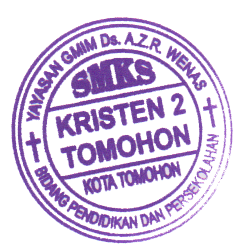 YAYASAN GMIM Ds. A.Z.R. WENAS
SMKS
KRISTEN 2
TOMOHON
KOTA TOMOHON
BIDANG PENDIDIKAN DAN PERSEKOLAHAN